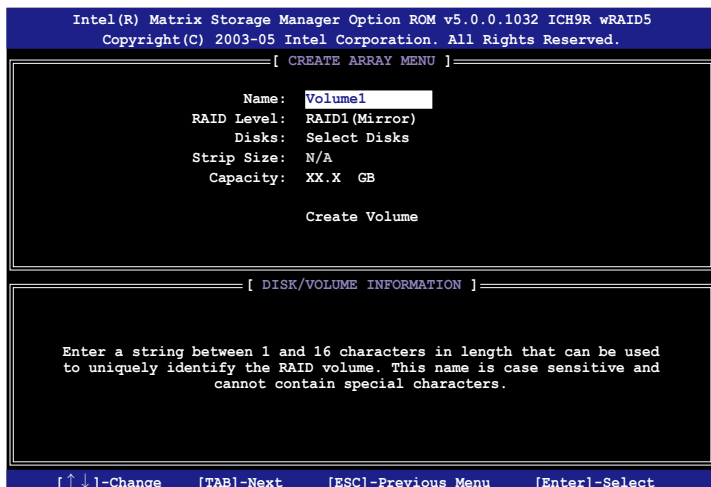 Intel(R) Matrix Storage Manager Option ROM v5.0.0.1032 ICH9R wRAID5
Copyright(C) 2003-05 Intel Corporation. All Rights Reserved.
[ CREATE ARRAY MENU ]
Name: Volume1
RAID Level: RAID1(Mirror)
Disks: Select Disks
Strip Size: N/A
Capacity: XX.X GB
Create Volume
[ DISK/VOLUME INFORMATION ]
Enter a string between 1 and 16 characters in length that can be used
to uniquely identify the RAID volume. This name is case sensitive and
cannot contain special characters.
[↑↓]-Change [TAB]-Next [ESC]-Previous Menu [Enter]-Select